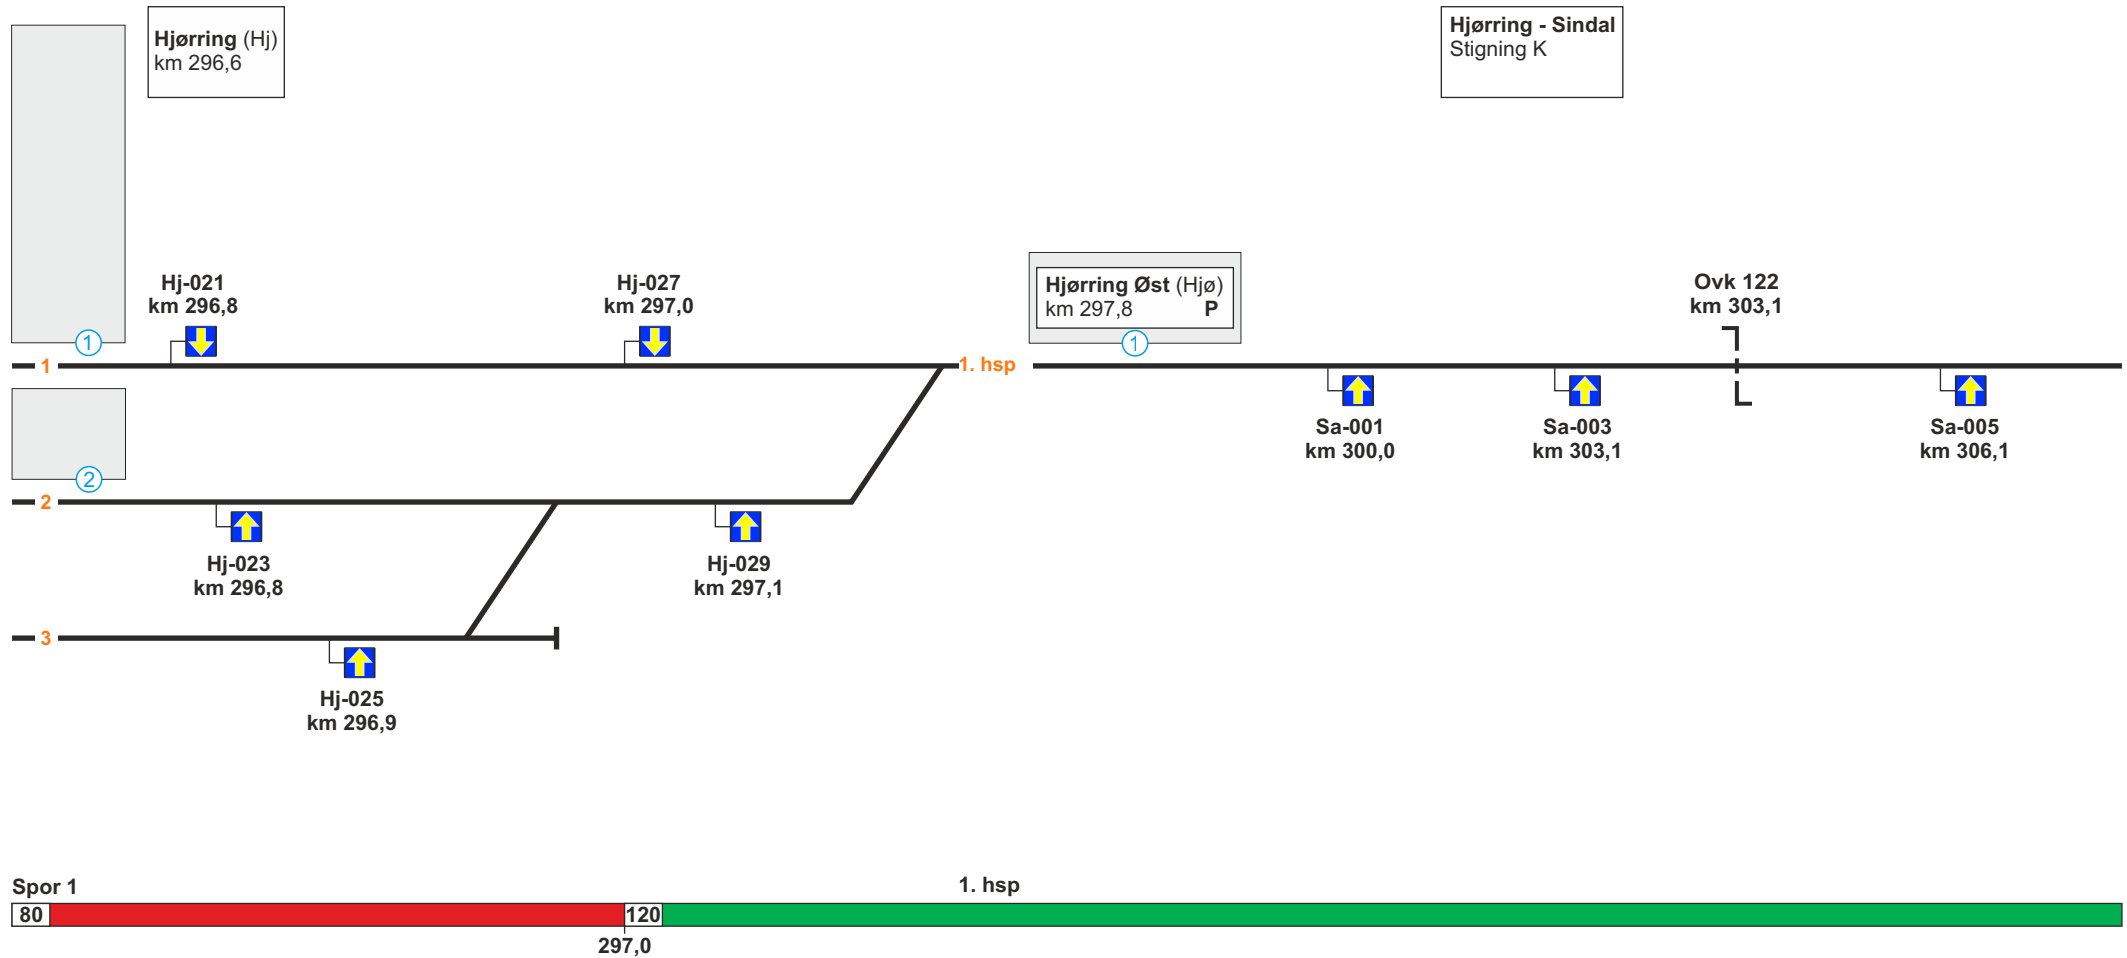 Hjørring (Hj)
km 296,6
Hjørring - Sindal
Stigning K
Hj-021
km 296,8
Hj-027
km 297,0
Hjørring Øst (Hjø)
km 297,8 P
Ovk 122
km 303,1
1
1
1
1. hsp
Sa-001
km 300,0
Sa-003
km 303,1
Sa-005
km 306,1
2
2
Hj-023
km 296,8
Hj-029
km 297,1
3
Hj-025
km 296,9
Spor 1
1. hsp
80
120
297,0